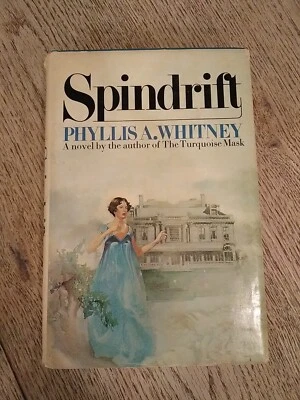 Spindrift
PHYLLIS A. WHITNEY
A novel by the author of The Turquoise Mask